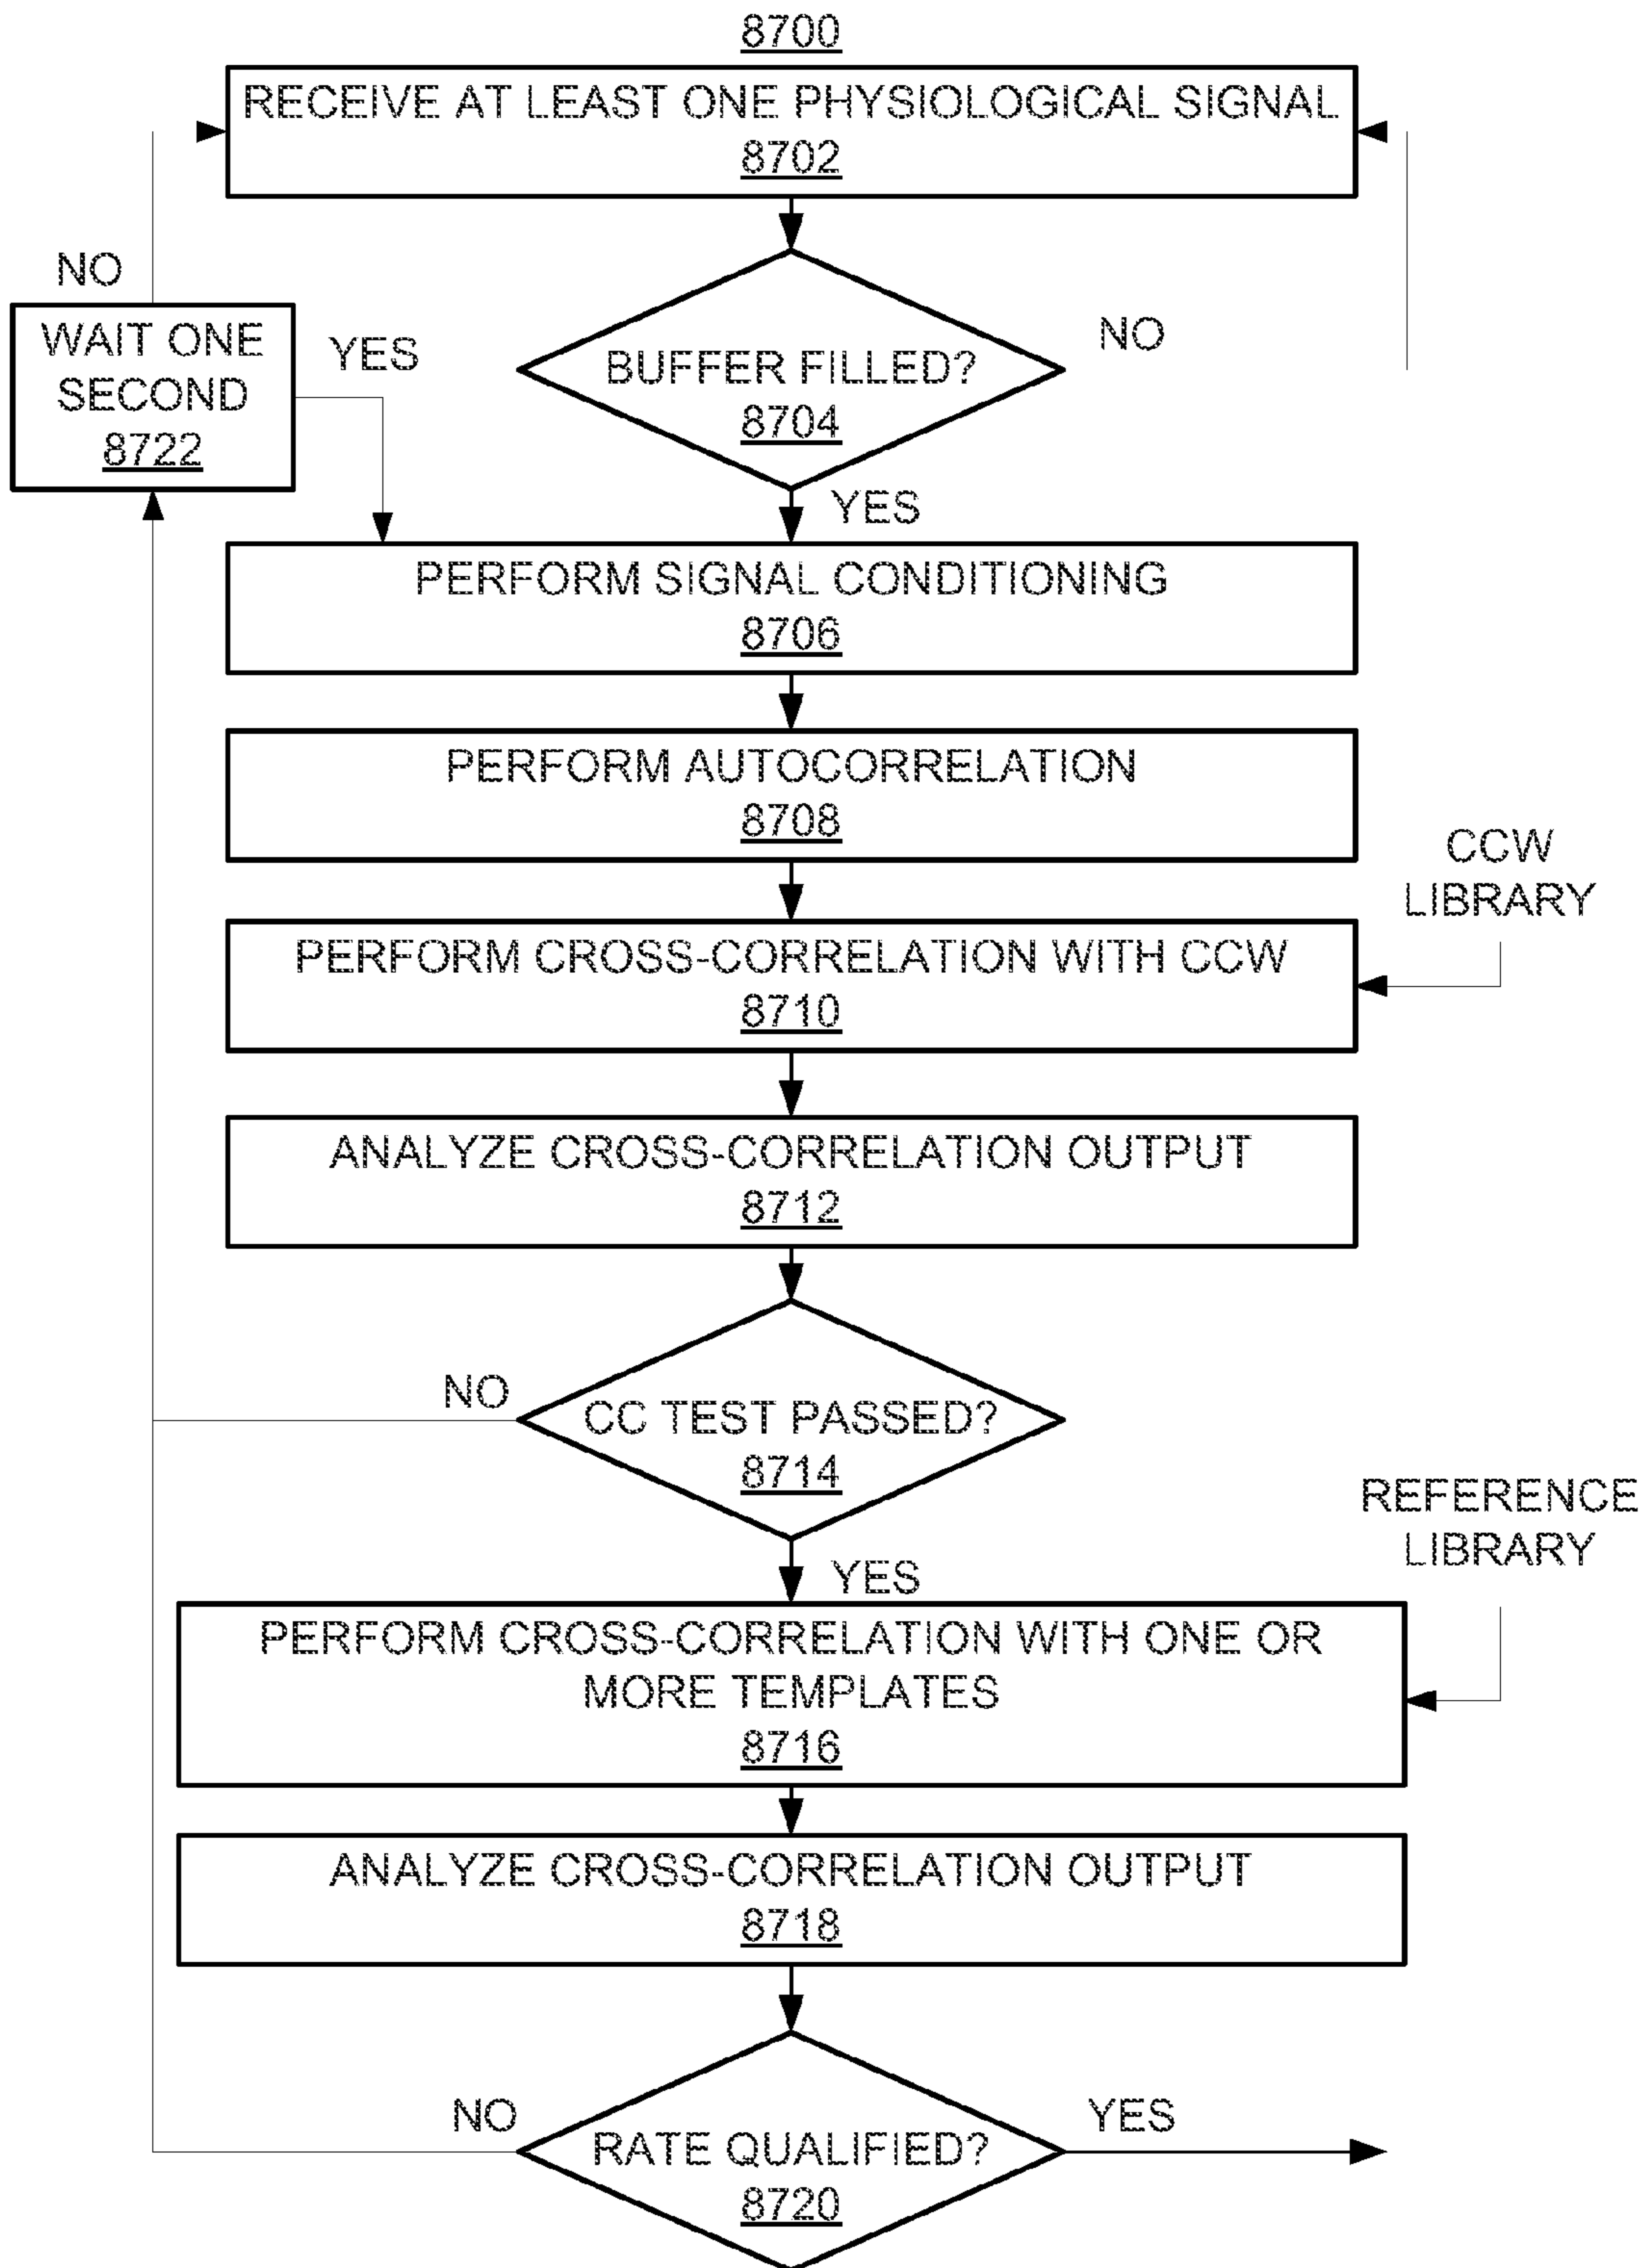 8700
RECEIVE AT LEAST ONE PHYSIOLOGICAL SIGNAL
8702
NO
WAIT ONE
SECOND
8722
YES
BUFFER FILLED?
8704
NO
YES
PERFORM SIGNAL CONDITIONING
8706
PERFORM AUTOCORRELATION
8708
CCW
LIBRARY
PERFORM CROSS-CORRELATION WITH CCW
8710
ANALYZE CROSS-CORRELATION OUTPUT
8712
NO
CC TEST PASSED?
8714
YES
REFERENCE
LIBRARY
PERFORM CROSS-CORRELATION WITH ONE OR
MORE TEMPLATES
8716
ANALYZE CROSS-CORRELATION OUTPUT
8718
NO
RATE QUALIFIED?
8720
YES